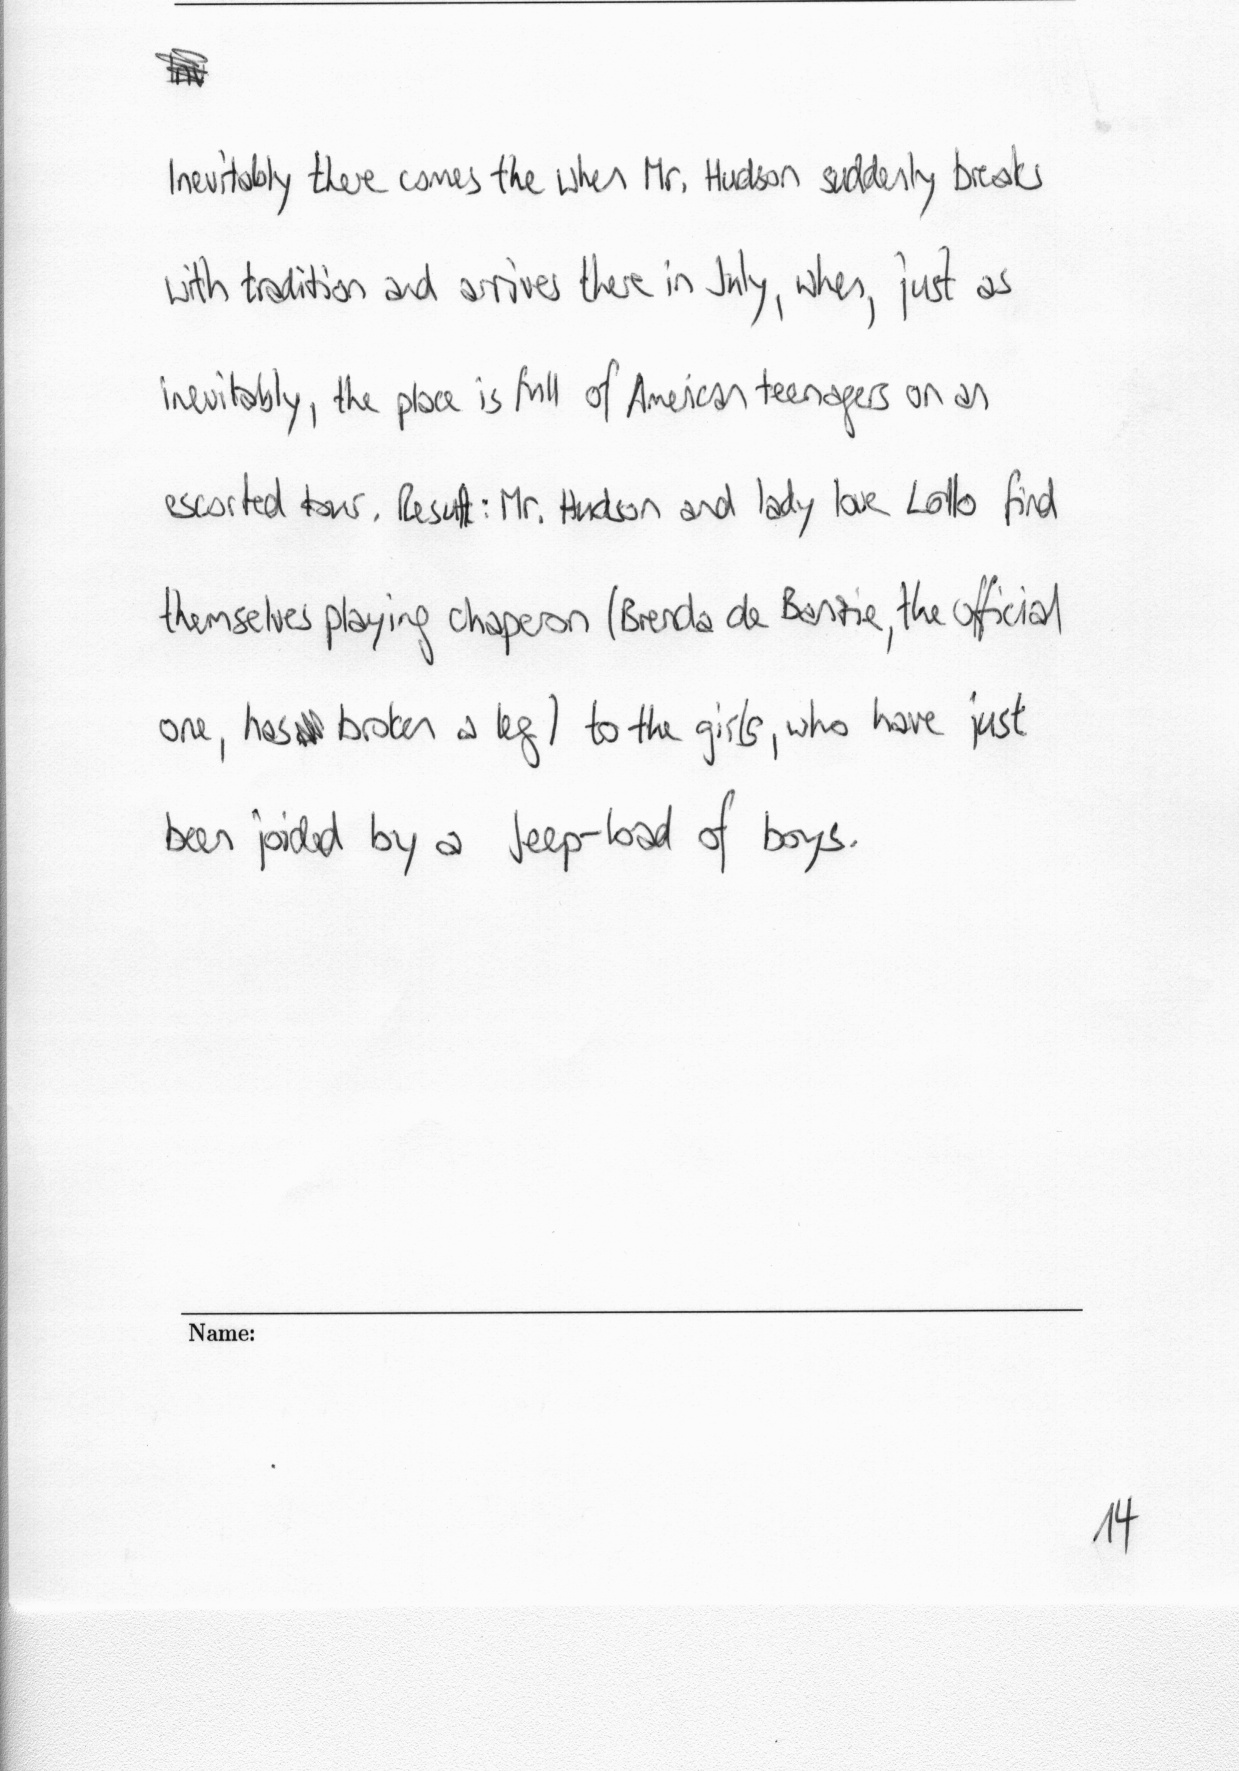 Inevitably there comes the when Mr. Hudson suddenly breaks
with tradition and arrives there in July, when, just as
inevitably, the place is full of American teenagers on an
escorted tour. Result: Mr. Hudson and lady love Lollo find
themselves playing chaperon (Brenda de Banzie, the official
one, has broken a leg) to the girls, who have just
been joided by a Jeep-load of boys.
Name:
14